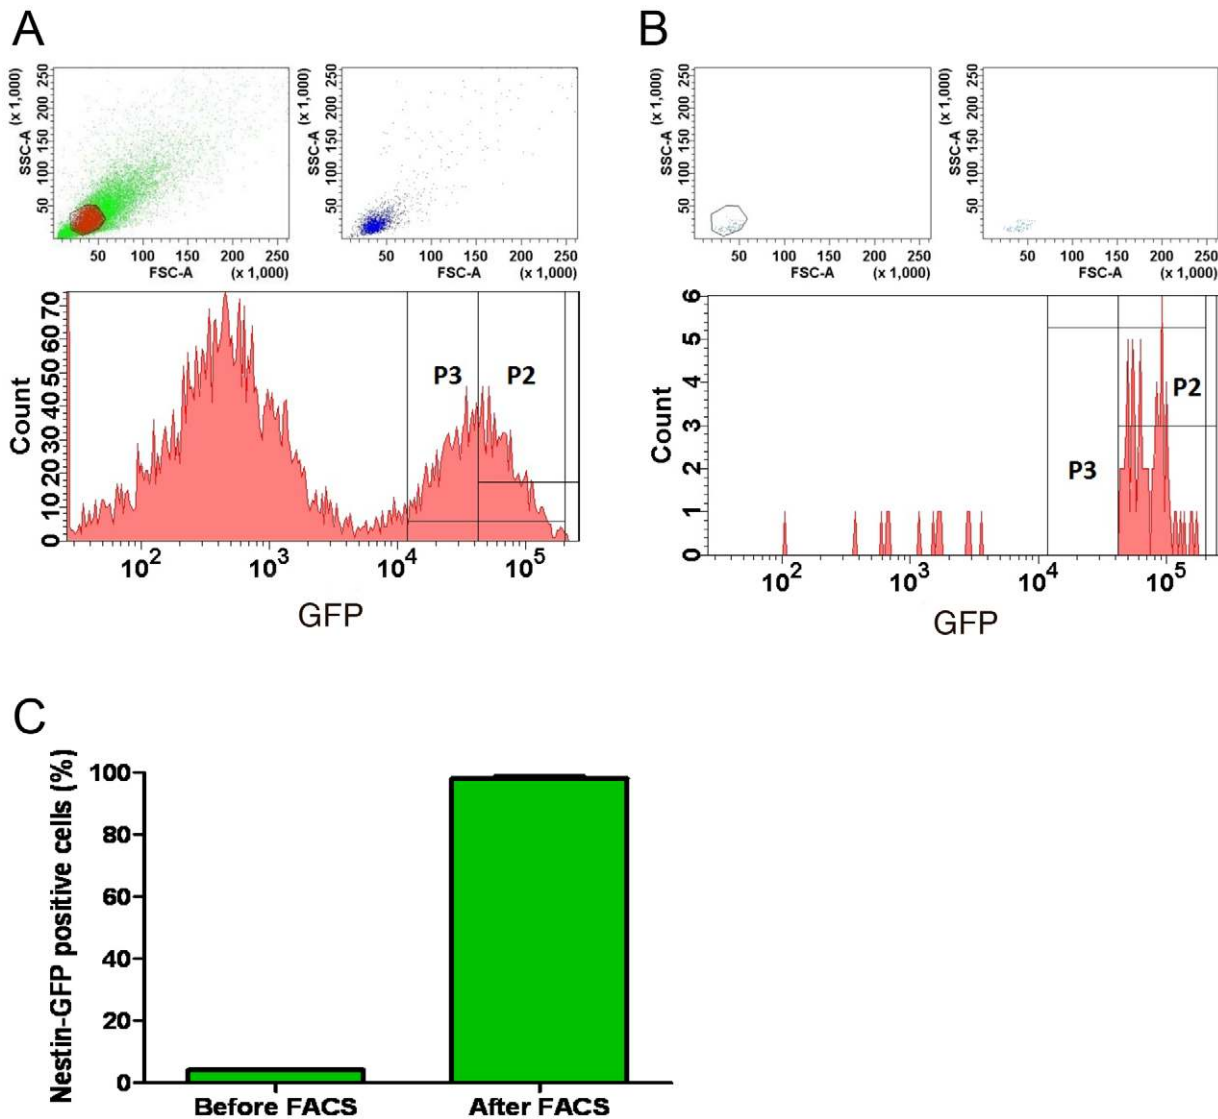 A
B
SSC-A (x 1,000)
250
200
150
100
50
50 100 150 200 250
FSC-A (x 1,000)
SSC-A (x 1,000)
250
200
150
100
50
50 100 150 200 250
FSC-A (x 1,000)
SSC-A (x 1,000)
250
200
150
100
50
50 100 150 200 250
FSC-A (x 1,000)
SSC-A (x 1,000)
250
200
150
100
50
50 100 150 200 250
FSC-A (x 1,000)
Count
70
60
50
40
30
20
10
0
P3 P2
10² 10³ 10⁴ 10⁵
GFP
Count
6
5
4
3
2
1
0
P2
P3
10² 10³ 10⁴ 10⁵
GFP
C
Nestin-GFP positive cells (%)
100
80
60
40
20
0
Before FACS After FACS